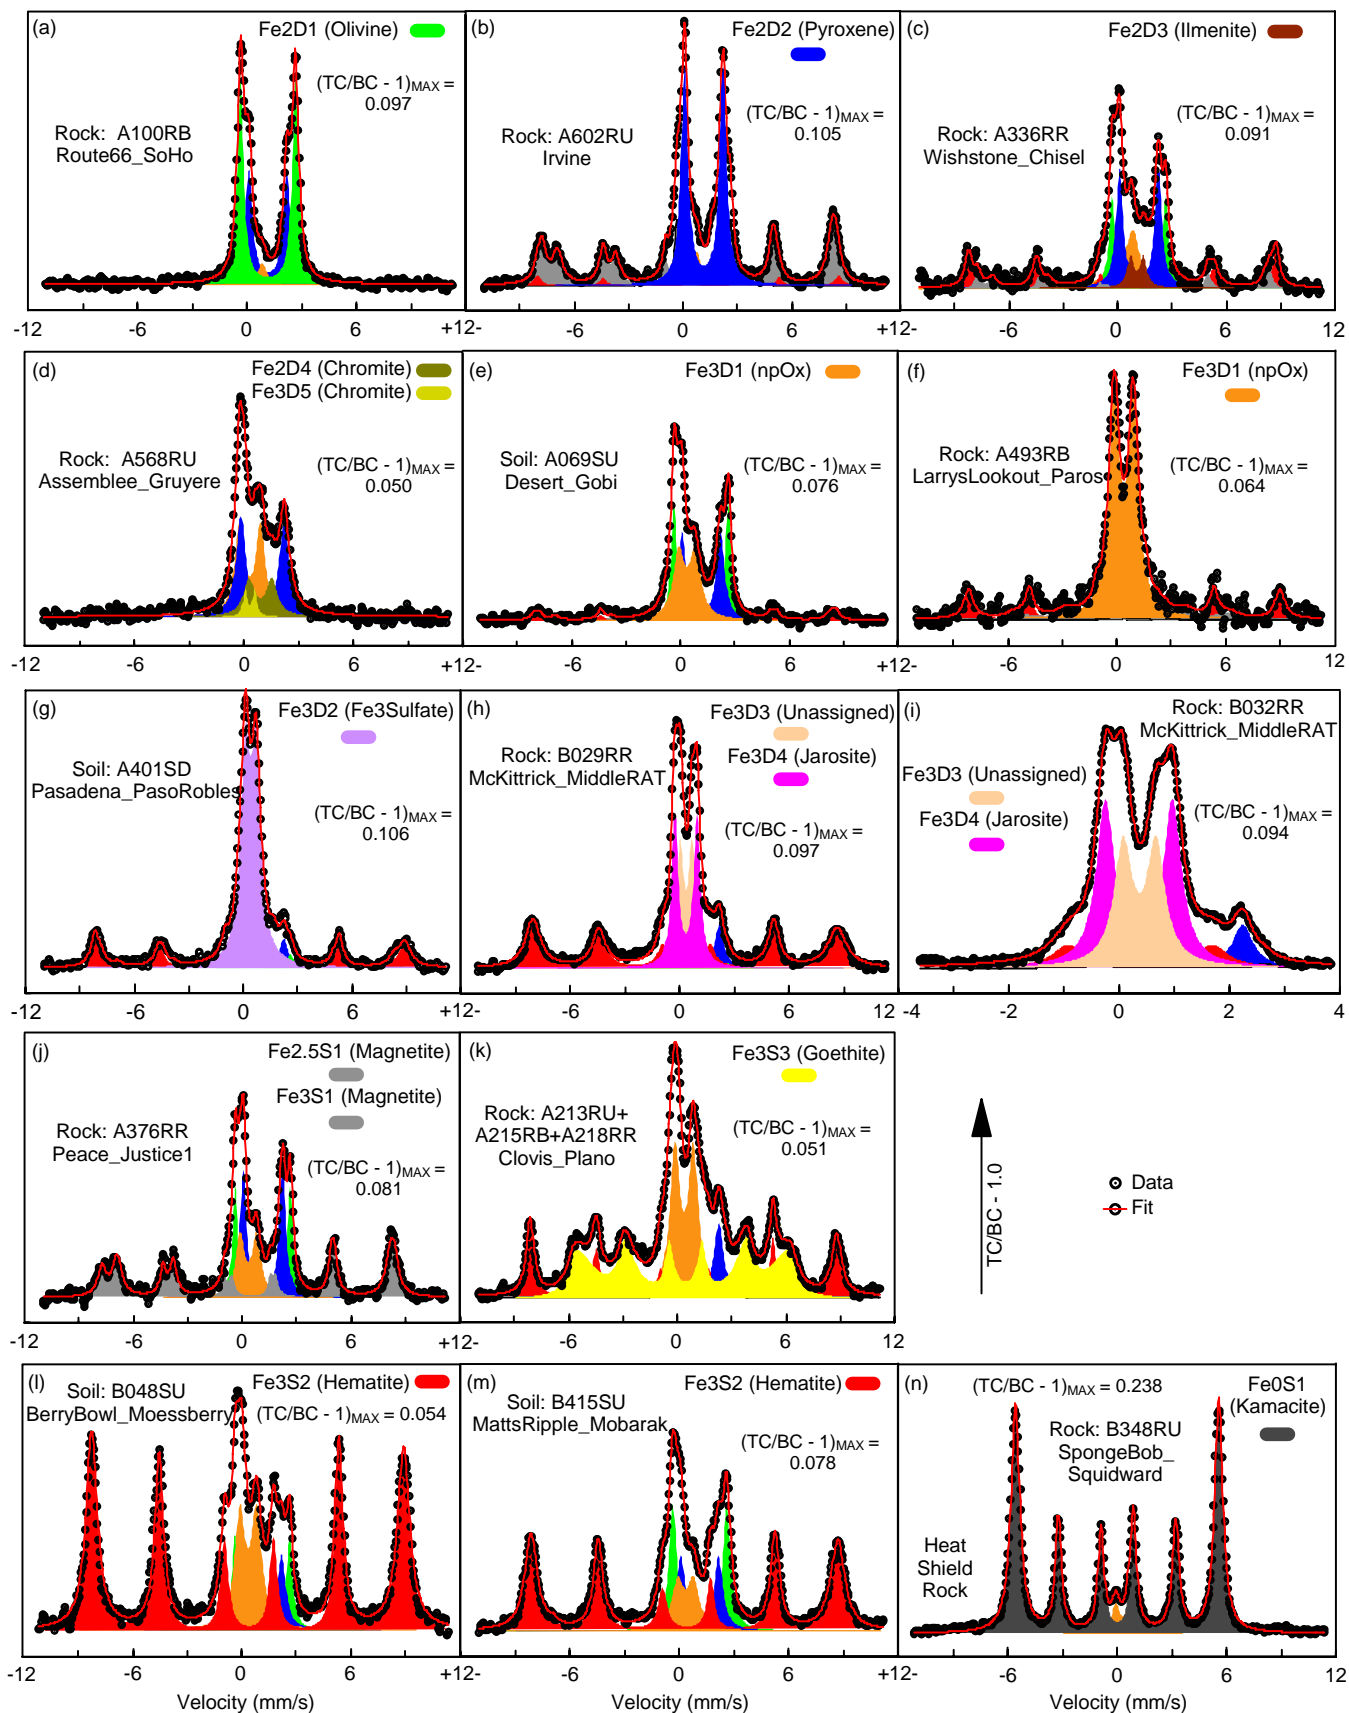 (a) Fe2D1 (Olivine)
(TC/BC - 1)MAX =
0.097
Rock: A100RB
Route66_SoHo
-12 -6 0 6 +12
(b) Fe2D2 (Pyroxene)
(TC/BC - 1)MAX =
0.105
Rock: A602RU
Irvine
- -6 0 6
(c) Fe2D3 (Ilmenite)
(TC/BC - 1)MAX =
0.091
Rock: A336RR
Wishstone_Chisel
-6 0 6 12
(d) Fe2D4 (Chromite)
Fe3D5 (Chromite)
Rock: A568RU
Assemblee_Gruyere
(TC/BC - 1)MAX =
0.050
-12 -6 0 6 +12
(e) Fe3D1 (npOx)
Soil: A069SU
Desert_Gobi
(TC/BC - 1)MAX =
0.076
- -6 0 6
(f) Fe3D1 (npOx)
Rock: A493RB
LarrysLookout_Paros
(TC/BC - 1)MAX =
0.064
-6 0 6 12
(g) Fe3D2 (Fe3Sulfate)
Soil: A401SD
Pasadena_PasoRobles
(TC/BC - 1)MAX =
0.106
-12 -6 0 6 +12
(h) Fe3D3 (Unassigned)
Fe3D4 (Jarosite)
Rock: B029RR
McKittrick_MiddleRAT
(TC/BC - 1)MAX =
0.097
- -6 0 6 12
(i) Rock: B032RR
McKittrick_MiddleRAT
Fe3D3 (Unassigned)
Fe3D4 (Jarosite)
(TC/BC - 1)MAX =
0.094
-4 -2 0 2 4
(j) Fe2.5S1 (Magnetite)
Fe3S1 (Magnetite)
Rock: A376RR
Peace_Justice1
(TC/BC - 1)MAX =
0.081
-12 -6 0 6 +12
(k) Fe3S3 (Goethite)
Rock: A213RU+
A215RB+A218RR
Clovis_Plano
(TC/BC - 1)MAX =
0.051
- -6 0 6 12
TC/BC - 1.0
Data
Fit
(l) Fe3S2 (Hematite)
Soil: B048SU
BerryBowl_Moessberry
(TC/BC - 1)MAX = 0.054
-12 -6 0 6 +12
Velocity (mm/s)
(m) Fe3S2 (Hematite)
Soil: B415SU
MattsRipple_Mobarak
(TC/BC - 1)MAX =
0.078
- -6 0 6
Velocity (mm/s)
(n) (TC/BC - 1)MAX = 0.238
Fe0S1
(Kamacite)
Rock: B348RU
SpongeBob_
Squidward
Heat
Shield
Rock
-6 0 6 12
Velocity (mm/s)